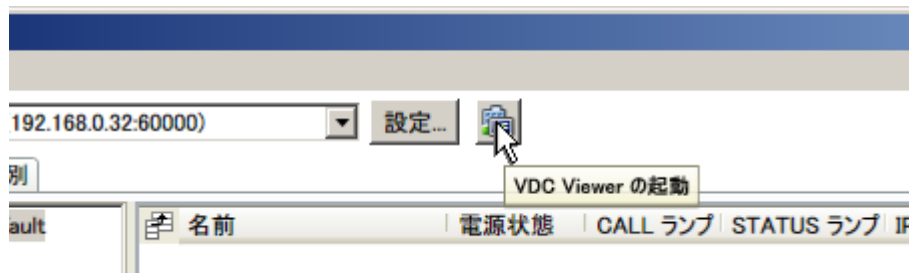 192.168.0.32:60000) 設定...
別
VDC Viewer の起動
ault 名前 電源状態 CALL ランプ STATUS ランプ IP